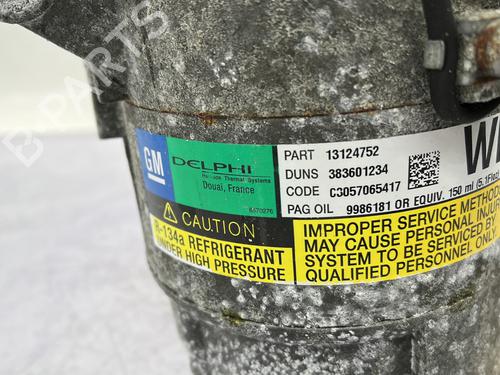 GM
DELPHI
Harrison Thermal Systems
Douai, France
PART 13124752
DUNS 383601234
CODE C3057065417
PAG OIL 9986181 OR EQUIV. 150 ml
CAUTION
R-134a REFRIGERANT
UNDER HIGH PRESSURE
IMPROPER SERVICE METHODS
MAY CAUSE PERSONAL
SYSTEM TO BE SERVICED BY
QUALIFIED PERSONNEL ONLY.
B PARTS